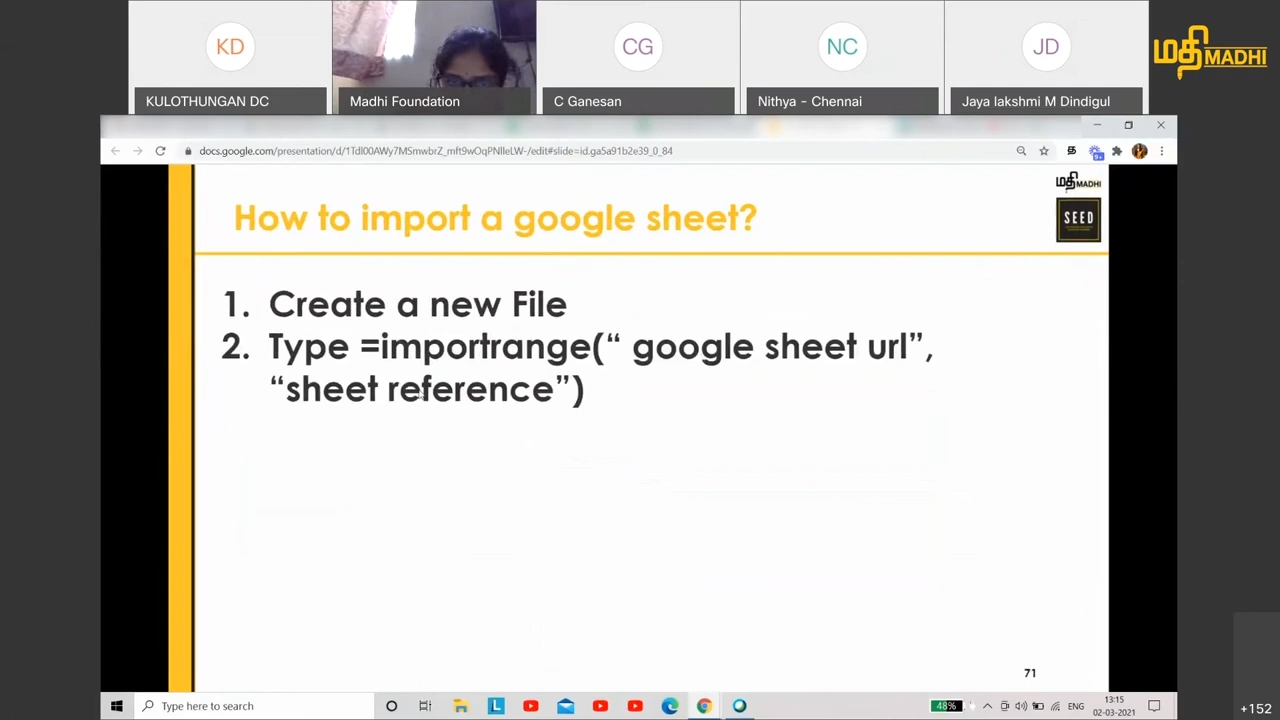 KD
CG
NC
JD
KULOTHUNGAN DC
Madhi Foundation
C Ganesan
Nithya - Chennai
Jaya lakshmi M Dindigul
மதி MADHI
docs.google.com/presentation/d/1TdI00AWy7MSmwbrZ_mft9wOqPNIleLW-/edit#slide=id.ga5a91b2e39_0_84
மதி MADHI
SEED
How to import a google sheet?
1. Create a new File
2. Type =importrange(“ google sheet url”,
“sheet reference”)
71
Type here to search
48%
ENG
13:15
02-03-2021
+152